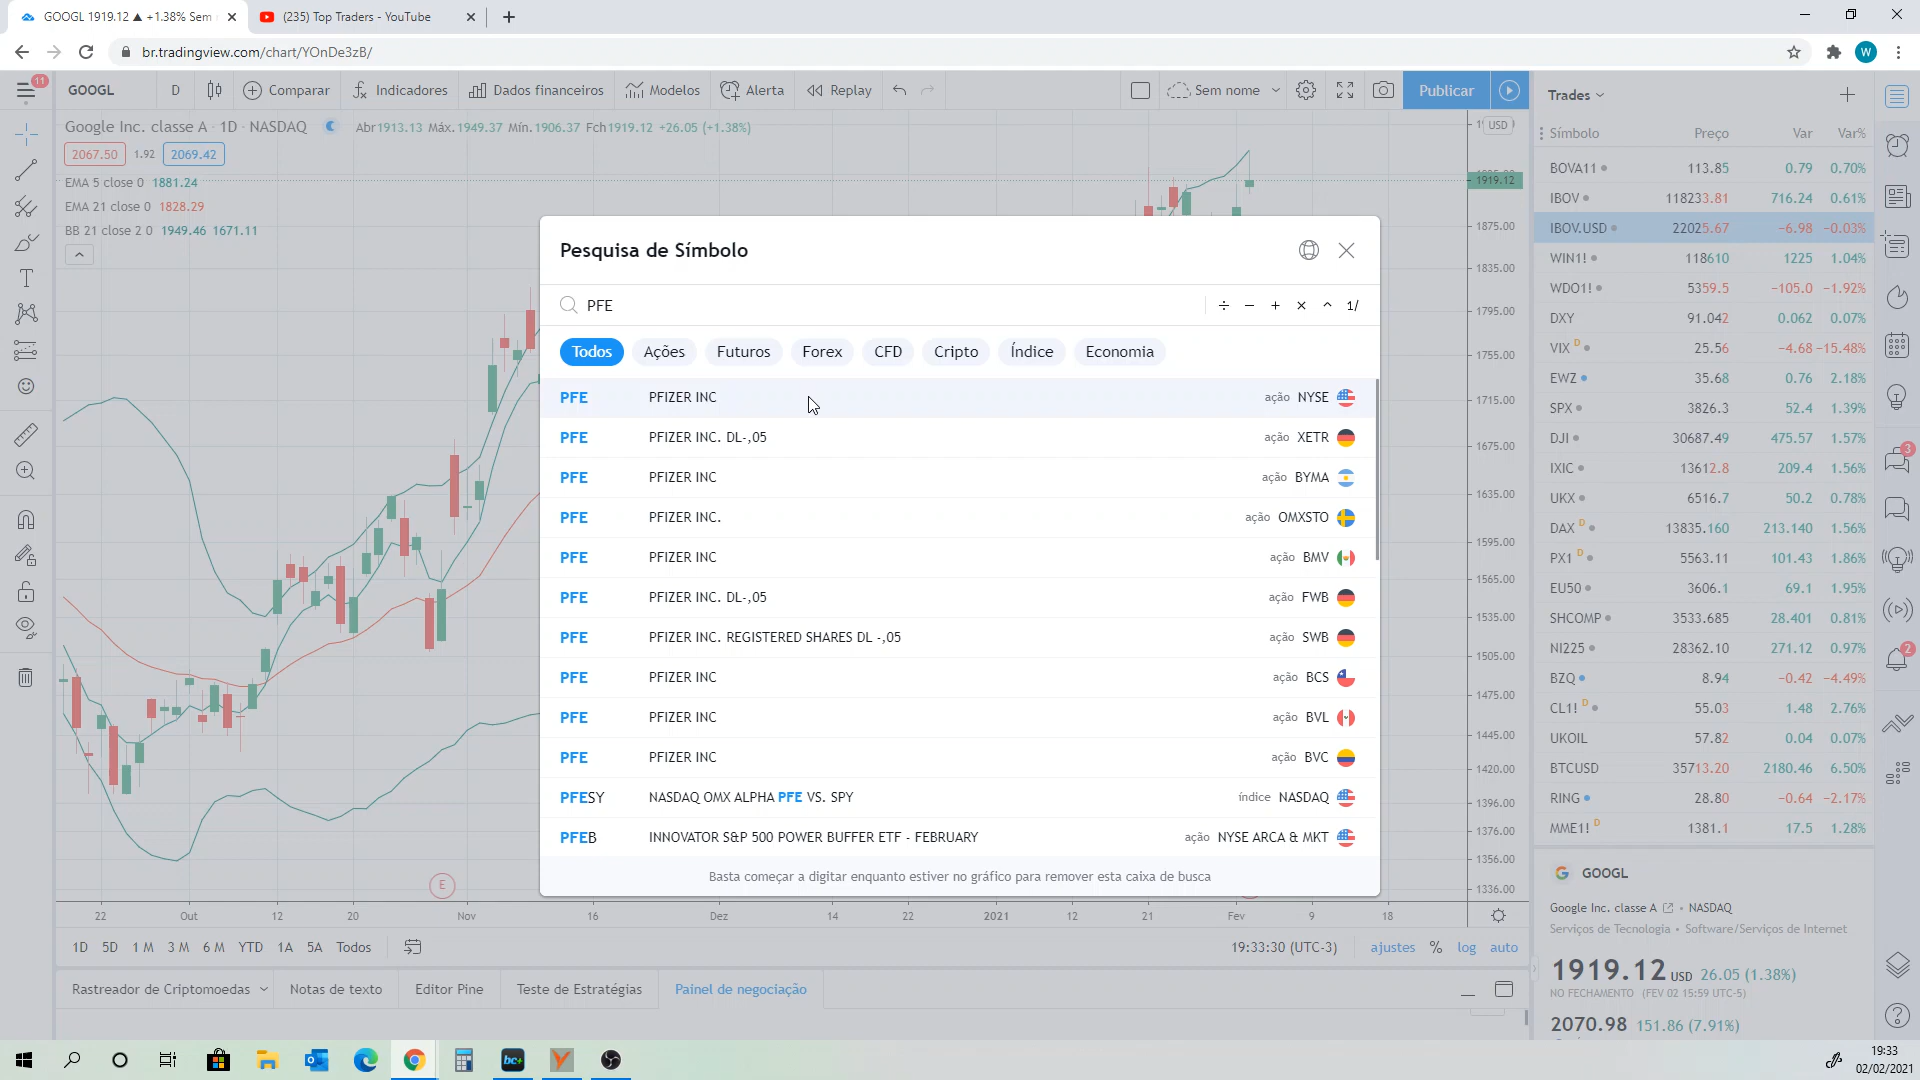 GOOGL 1919.12 ▲ +1.38% Sem
(235) Top Traders - YouTube
br.tradingview.com/chart/YOnDe3zB/
W
11
GOOGL
D
Comparar
Indicadores
Dados financeiros
Modelos
Alerta
Replay
Sem nome
Publicar
Google Inc. classe A · 1D · NASDAQ
Abr1913.13 Máx.1949.37 Mín.1906.37 Fch1919.12 +26.05 (+1.38%)
2067.50 1.92 2069.42
EMA 5 close 0 1881.24
EMA 21 close 0 1828.29
BB 21 close 2 0 1949.46 1671.11
USD
1919.12
1875.00
1835.00
1795.00
1755.00
1715.00
1675.00
1635.00
1595.00
1565.00
1535.00
1505.00
1475.00
1445.00
1420.00
1396.00
1376.00
1356.00
1336.00
Pesquisa de Símbolo
PFE
÷ − + × ^ 1/
Todos Ações Futuros Forex CFD Cripto Índice Economia
PFE PFIZER INC ação NYSE
PFE PFIZER INC. DL-,05 ação XETR
PFE PFIZER INC ação BYMA
PFE PFIZER INC. ação OMXSTO
PFE PFIZER INC ação BMV
PFE PFIZER INC. DL-,05 ação FWB
PFE PFIZER INC. REGISTERED SHARES DL -,05 ação SWB
PFE PFIZER INC ação BCS
PFE PFIZER INC ação BVL
PFE PFIZER INC ação BVC
PFESY NASDAQ OMX ALPHA PFE VS. SPY índice NASDAQ
PFEB INNOVATOR S&P 500 POWER BUFFER ETF - FEBRUARY ação NYSE ARCA & MKT
Basta começar a digitar enquanto estiver no gráfico para remover esta caixa de busca
E
22 Out 12 20 Nov 16 Dez 14 22 2021 12 21 Fev 9 18
1D 5D 1 M 3 M 6 M YTD 1A 5A Todos
19:33:30 (UTC-3) ajustes % log auto
Rastreador de Criptomoedas Notas de texto Editor Pine Teste de Estratégias Painel de negociação
Trades
Símbolo Preço Var Var%
BOVA11 113.85 0.79 0.70%
IBOV 118233.81 716.24 0.61%
IBOV.USD 22025.67 −6.98 −0.03%
WIN1! 118610 1225 1.04%
WDO1! 5359.5 −105.0 −1.92%
DXY 91.042 0.062 0.07%
VIX D 25.56 −4.68 −15.48%
EWZ 35.68 0.76 2.18%
SPX 3826.3 52.4 1.39%
DJI 30687.49 475.57 1.57%
IXIC 13612.8 209.4 1.56%
UKX 6516.7 50.2 0.78%
DAX D 13835.160 213.140 1.56%
PX1 D 5563.11 101.43 1.86%
EU50 3606.1 69.1 1.95%
SHCOMP 3533.685 28.401 0.81%
NI225 28362.10 271.12 0.97%
BZQ 8.94 −0.42 −4.49%
CL1! D 55.03 1.48 2.76%
UKOIL 57.82 0.04 0.07%
BTCUSD 35713.20 2180.46 6.50%
RING 28.80 −0.64 −2.17%
MME1! D 1381.1 17.5 1.28%
GOOGL
Google Inc. classe A • NASDAQ
Serviços de Tecnologia • Software/Serviços de Internet
1919.12 USD 26.05 (1.38%)
NO FECHAMENTO (FEV 02 15:59 UTC-5)
2070.98 151.86 (7.91%)
3
2
bc+
19:33
02/02/2021